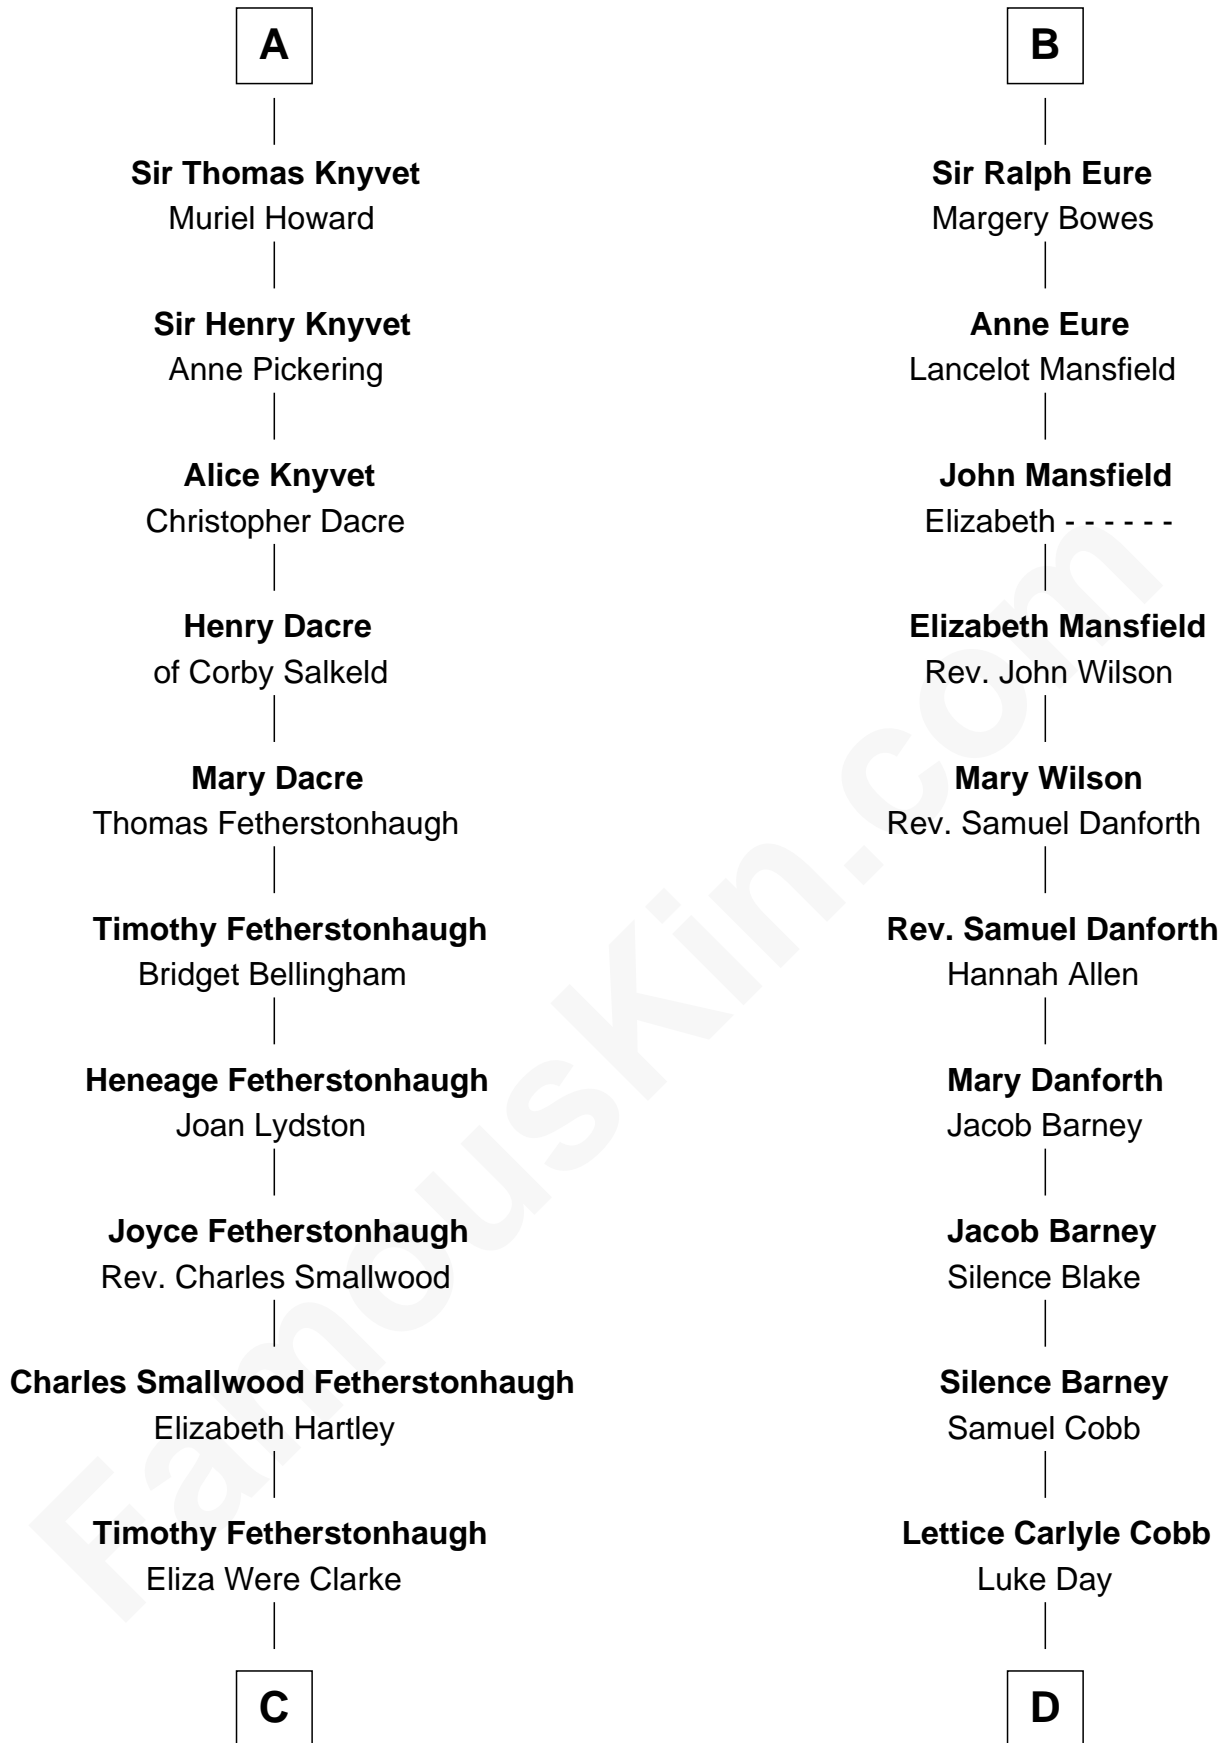 A
Sir Thomas Knyvet
Muriel Howard
Sir Henry Knyvet
Anne Pickering
Alice Knyvet
Christopher Dacre
Henry Dacre
of Corby Salkeld
Mary Dacre
Thomas Fetherstonhaugh
Timothy Fetherstonhaugh
Bridget Bellingham
Heneage Fetherstonhaugh
Joan Lydston
Joyce Fetherstonhaugh
Rev. Charles Smallwood
Charles Smallwood Fetherstonhaugh
Elizabeth Hartley
Timothy Fetherstonhaugh
Eliza Were Clarke
C
B
Sir Ralph Eure
Margery Bowes
Anne Eure
Lancelot Mansfield
John Mansfield
Elizabeth - - - - - -
Elizabeth Mansfield
Rev. John Wilson
Mary Wilson
Rev. Samuel Danforth
Rev. Samuel Danforth
Hannah Allen
Mary Danforth
Jacob Barney
Jacob Barney
Silence Blake
Silence Barney
Samuel Cobb
Lettice Carlyle Cobb
Luke Day
D
FamousKin.com